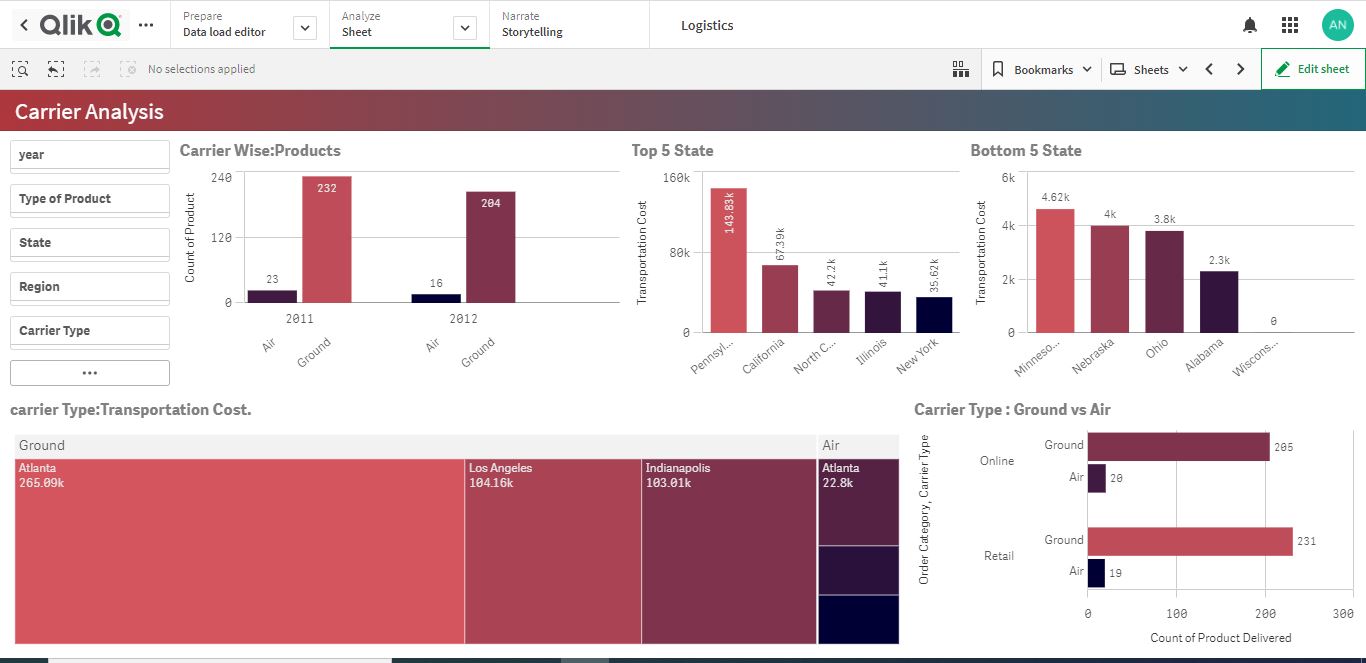 Qlik
Prepare
Data load editor
Analyze
Sheet
Narrate
Storytelling
Logistics
AN
No selections applied
Bookmarks
Sheets
Edit sheet
Carrier Analysis
year
Type of Product
State
Region
Carrier Type
Carrier Wise:Products
Count of Product
240
120
0
23
232
16
204
2011
2012
Air
Ground
Air
Ground
Top 5 State
Transportation Cost
160k
80k
0
143.83k
67.39k
42.2k
41.1k
35.62k
Pennsyl...
California
North C...
Illinois
New York
Bottom 5 State
Transportation Cost
6k
4k
2k
0
4.62k
4k
3.8k
2.3k
0
Minneso...
Nebraska
Ohio
Alabama
Wiscons...
carrier Type:Transportation Cost.
Ground
Air
Atlanta
265.09k
Los Angeles
104.16k
Indianapolis
103.01k
Atlanta
22.8k
Carrier Type : Ground vs Air
Order Category, Carrier Type
Online
Ground
205
Air
20
Retail
Ground
231
Air
19
0
100
200
300
Count of Product Delivered